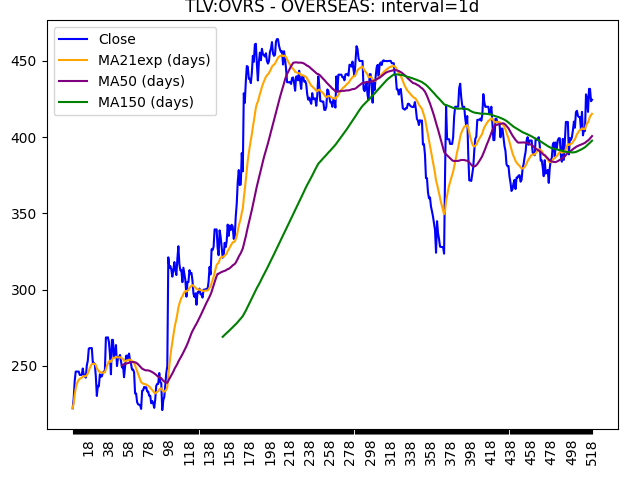 TLV:OVRS - OVERSEAS: interval=1d
Close
MA21exp (days)
MA50 (days)
MA150 (days)
450
400
350
300
250
18 38 58 78 98 118 138 158 178 198 218 238 258 278 298 318 338 358 378 398 418 438 458 478 498 518